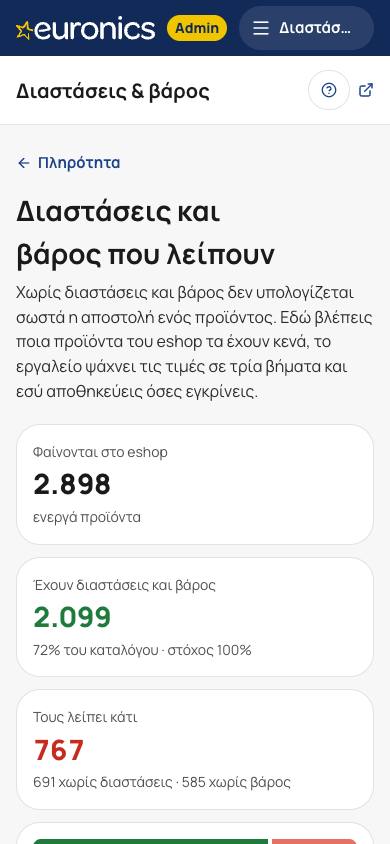 euronics Admin Διαστάσ...
Διαστάσεις & βάρος
Πληρότητα
Διαστάσεις και
βάρος που λείπουν
Χωρίς διαστάσεις και βάρος δεν υπολογίζεται
σωστά η αποστολή ενός προϊόντος. Εδώ βλέπεις
ποια προϊόντα του eshop τα έχουν κενά, το
εργαλείο ψάχνει τις τιμές σε τρία βήματα και
εσύ αποθηκεύεις όσες εγκρίνεις.
Φαίνονται στο eshop
2.898
ενεργά προϊόντα
Έχουν διαστάσεις και βάρος
2.099
72% του καταλόγου · στόχος 100%
Τους λείπει κάτι
767
691 χωρίς διαστάσεις · 585 χωρίς βάρος